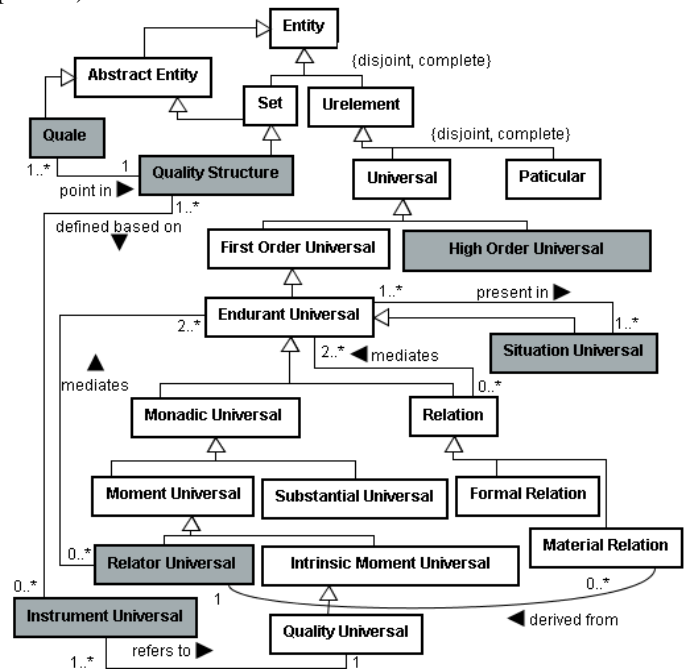 Entity
{disjoint, complete}
Abstract Entity
Set
Urelement
Quale
{disjoint, complete}
1..*
1
Quality Structure
Universal
Paticular
point in ▶
1..*
defined based on
▼
First Order Universal
High Order Universal
1..*
present in ▶
Endurant Universal
2..*
1..*
2..*
◀ mediates
Situation Universal
▲
mediates
0..*
Monadic Universal
Relation
Moment Universal
Substantial Universal
Formal Relation
Material Relation
0..*
Relator Universal
Intrinsic Moment Universal
0..*
1
0..*
Instrument Universal
◀ derived from
Quality Universal
refers to ▶
1..*
1